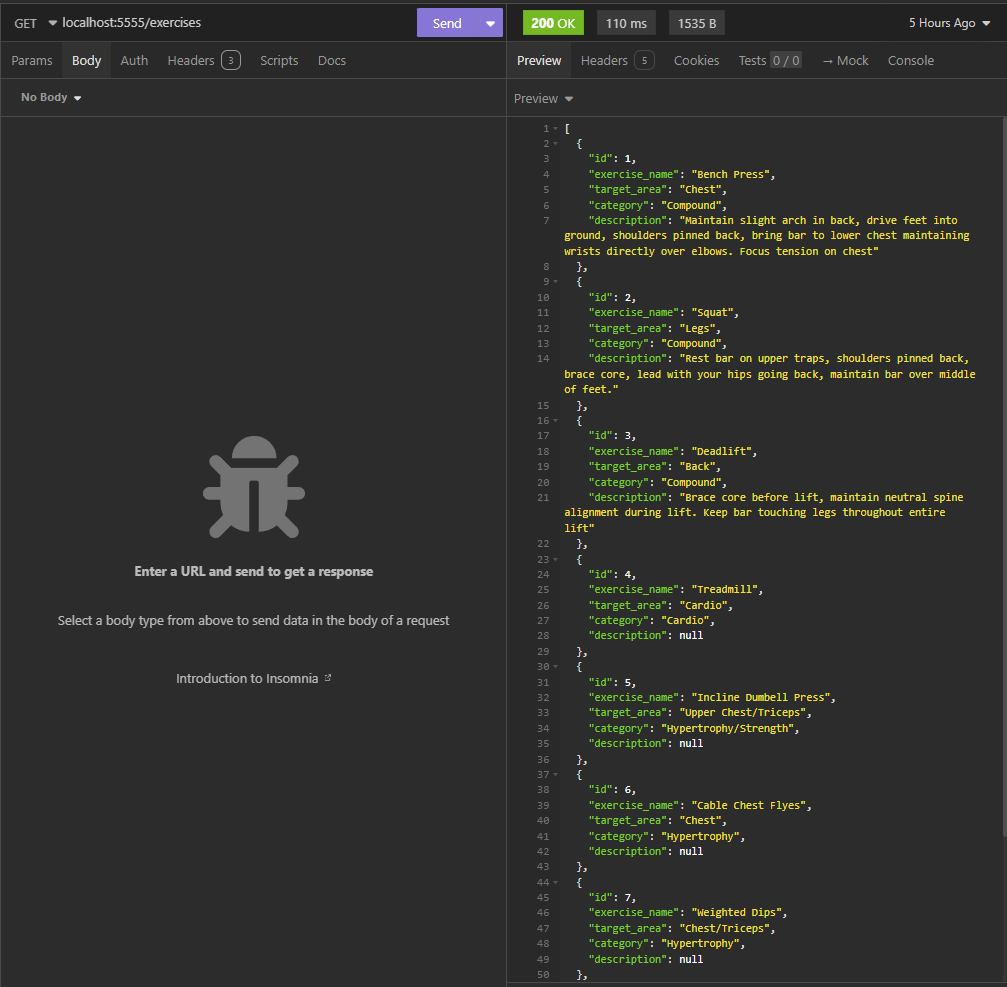 GET localhost:5555/exercises Send 200 OK 110 ms 1535 B 5 Hours Ago
Params Body Auth Headers 3 Scripts Docs Preview Headers 5 Cookies Tests 0 / 0 → Mock Console
No Body
Preview
Enter a URL and send to get a response
Select a body type from above to send data in the body of a request
Introduction to Insomnia
1 [
2 {
3 "id": 1,
4 "exercise_name": "Bench Press",
5 "target_area": "Chest",
6 "category": "Compound",
7 "description": "Maintain slight arch in back, drive feet into
ground, shoulders pinned back, bring bar to lower chest maintaining
wrists directly over elbows. Focus tension on chest"
8 },
9 {
10 "id": 2,
11 "exercise_name": "Squat",
12 "target_area": "Legs",
13 "category": "Compound",
14 "description": "Rest bar on upper traps, shoulders pinned back,
brace core, lead with your hips going back, maintain bar over middle
of feet."
15 },
16 {
17 "id": 3,
18 "exercise_name": "Deadlift",
19 "target_area": "Back",
20 "category": "Compound",
21 "description": "Brace core before lift, maintain neutral spine
alignment during lift. Keep bar touching legs throughout entire
lift"
22 },
23 {
24 "id": 4,
25 "exercise_name": "Treadmill",
26 "target_area": "Cardio",
27 "category": "Cardio",
28 "description": null
29 },
30 {
31 "id": 5,
32 "exercise_name": "Incline Dumbell Press",
33 "target_area": "Upper Chest/Triceps",
34 "category": "Hypertrophy/Strength",
35 "description": null
36 },
37 {
38 "id": 6,
39 "exercise_name": "Cable Chest Flyes",
40 "target_area": "Chest",
41 "category": "Hypertrophy",
42 "description": null
43 },
44 {
45 "id": 7,
46 "exercise_name": "Weighted Dips",
47 "target_area": "Chest/Triceps",
48 "category": "Hypertrophy",
49 "description": null
50 },